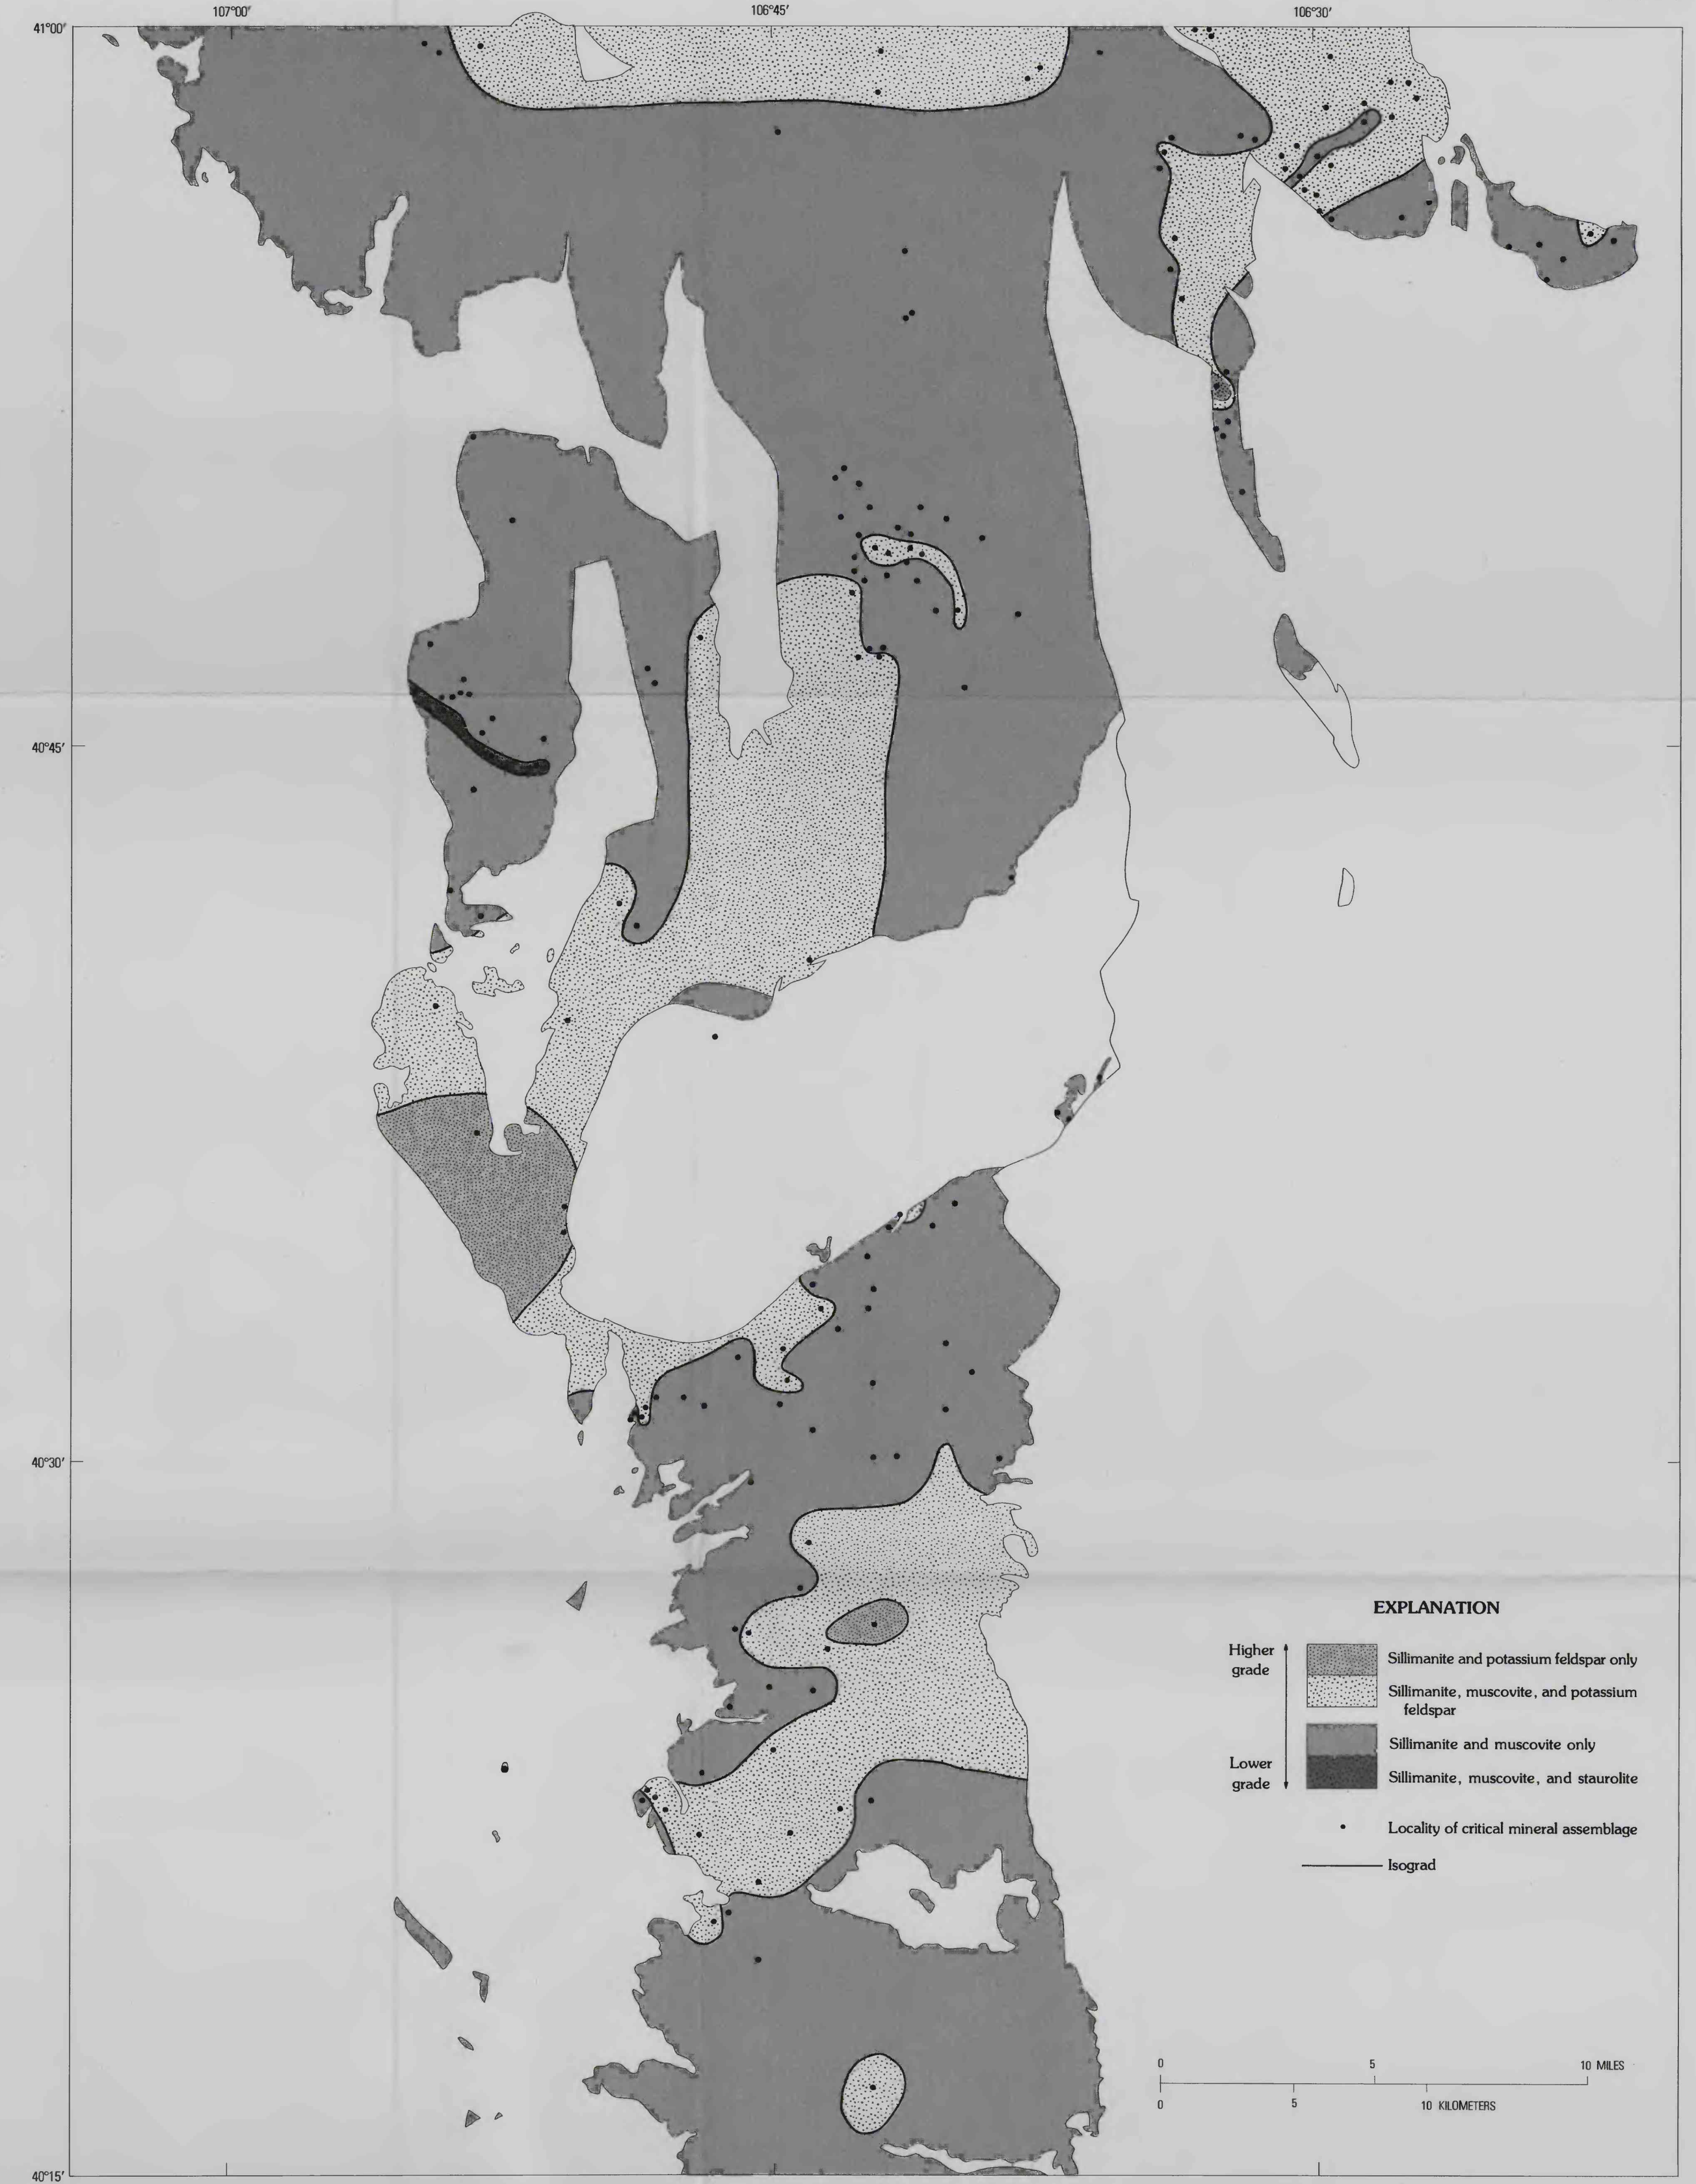 107°00′ 106°45′ 106°30′
41°00′
40°45′
40°30′
EXPLANATION
Higher grade
Sillimanite and potassium feldspar only
Sillimanite, muscovite, and potassium
feldspar
Sillimanite and muscovite only
Lower grade
Sillimanite, muscovite, and staurolite
Locality of critical mineral assemblage
Isograd
0 5 10 MILES
0 5 10 KILOMETERS
40°15′